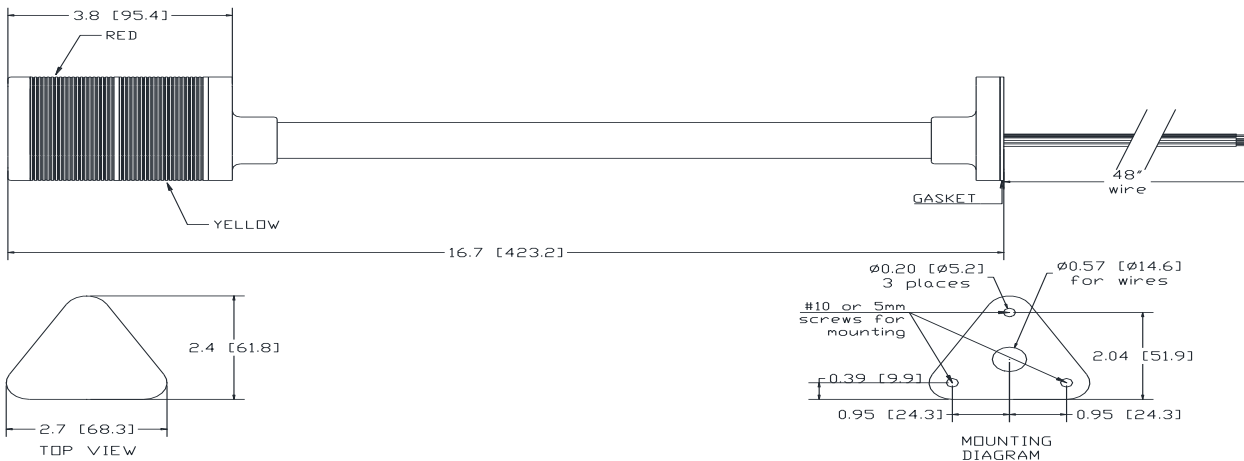 3.8 [95.4]
RED
YELLOW
48"
wire
GASKET
16.7 [423.2]
2.4 [61.8]
2.7 [68.3]
TOP VIEW
ø0.20 [ø5.2]
3 places
ø0.57 [ø14.6]
for wires
#10 or 5mm
screws for
mounting
2.04 [51.9]
0.39 [9.9]
0.95 [24.3]
0.95 [24.3]
MOUNTING
DIAGRAM